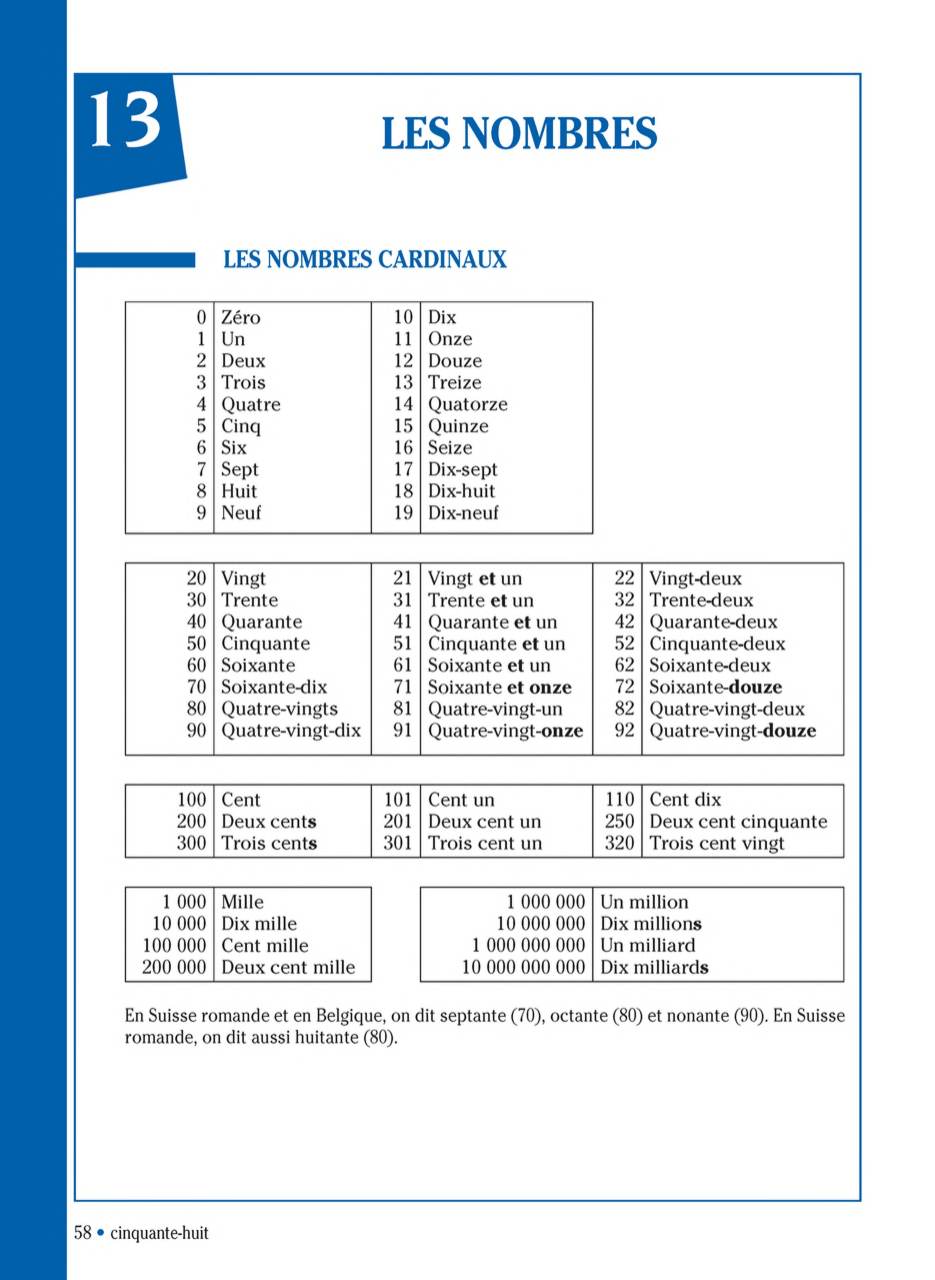 13
LES NOMBRES
LES NOMBRES CARDINAUX
0 Zéro 10 Dix
1 Un 11 Onze
2 Deux 12 Douze
3 Trois 13 Treize
4 Quatre 14 Quatorze
5 Cinq 15 Quinze
6 Six 16 Seize
7 Sept 17 Dix-sept
8 Huit 18 Dix-huit
9 Neuf 19 Dix-neuf
20 Vingt 21 Vingt et un 22 Vingt-deux
30 Trente 31 Trente et un 32 Trente-deux
40 Quarante 41 Quarante et un 42 Quarante-deux
50 Cinquante 51 Cinquante et un 52 Cinquante-deux
60 Soixante 61 Soixante et un 62 Soixante-deux
70 Soixante-dix 71 Soixante et onze 72 Soixante-douze
80 Quatre-vingts 81 Quatre-vingt-un 82 Quatre-vingt-deux
90 Quatre-vingt-dix 91 Quatre-vingt-onze 92 Quatre-vingt-douze
100 Cent 101 Cent un 110 Cent dix
200 Deux cents 201 Deux cent un 250 Deux cent cinquante
300 Trois cents 301 Trois cent un 320 Trois cent vingt
1 000 Mille 1 000 000 Un million
10 000 Dix mille 10 000 000 Dix millions
100 000 Cent mille 1 000 000 000 Un milliard
200 000 Deux cent mille 10 000 000 000 Dix milliards
En Suisse romande et en Belgique, on dit septante (70), octante (80) et nonante (90). En Suisse
romande, on dit aussi huitante (80).
58 • cinquante-huit